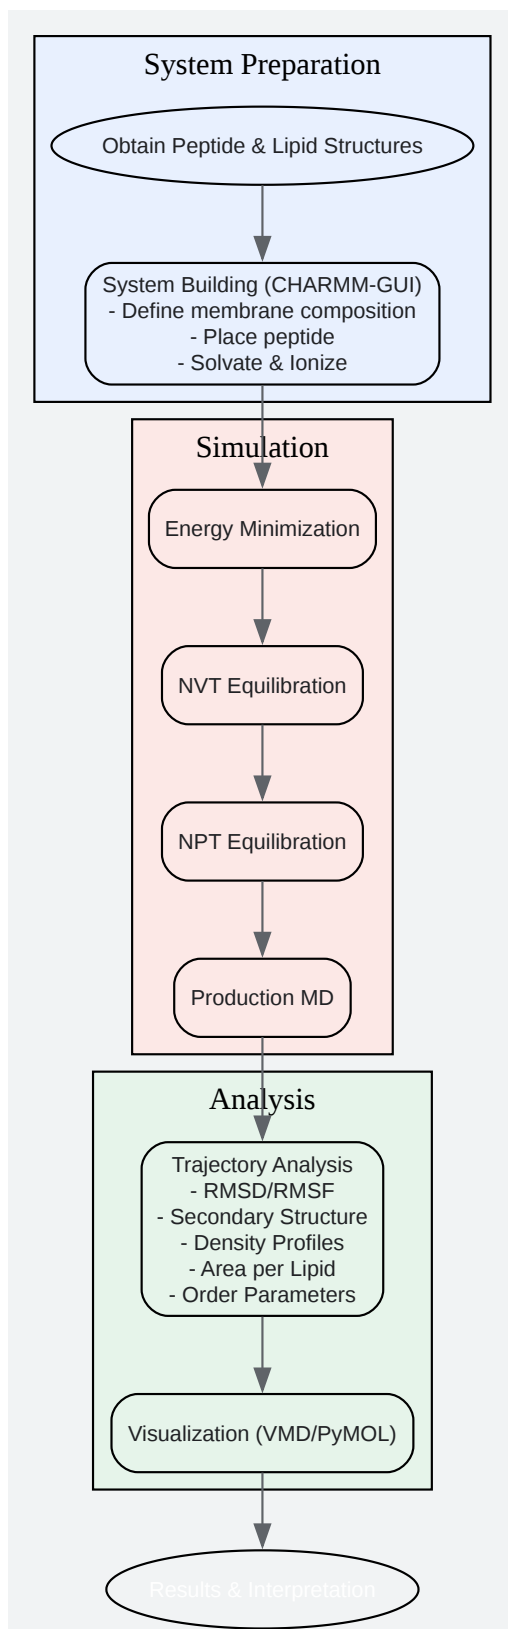 System Preparation
Obtain Peptide & Lipid Structures
System Building (CHARMM-GUI)
- Define membrane composition
- Place peptide
- Solvate & Ionize
Simulation
Energy Minimization
NVT Equilibration
NPT Equilibration
Production MD
Analysis
Trajectory Analysis
- RMSD/RMSF
- Secondary Structure
- Density Profiles
- Area per Lipid
- Order Parameters
Visualization (VMD/PyMOL)
Results & Interpretation